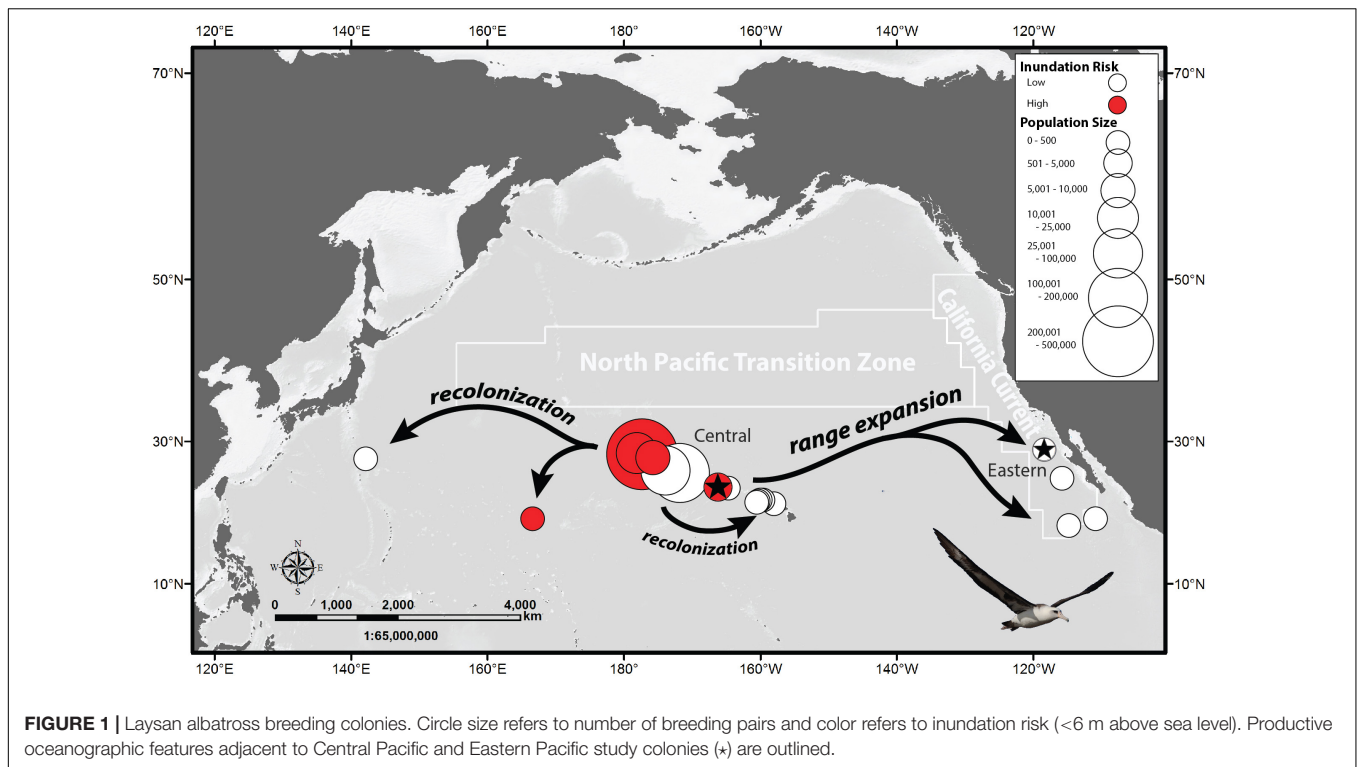 120°E 140°E 160°E 180° 160°W 140°W 120°W
70°N
70°N
50°N
50°N
30°N
30°N
10°N
10°N
Inundation Risk
Low
High
Population Size
0 - 500
501 - 5,000
5,001 - 10,000
10,001
- 25,000
25,001
- 100,000
100,001
- 200,000
200,001
- 500,000
California Current
North Pacific Transition Zone
recolonization
Central
range expansion
Eastern
recolonization
N
W E
S
0 1,000 2,000 4,000
km
1:65,000,000
120°E 140°E 160°E 180° 160°W 140°W 120°W
FIGURE 1 | Laysan albatross breeding colonies. Circle size refers to number of breeding pairs and color refers to inundation risk (<6 m above sea level). Productive
oceanographic features adjacent to Central Pacific and Eastern Pacific study colonies (★) are outlined.